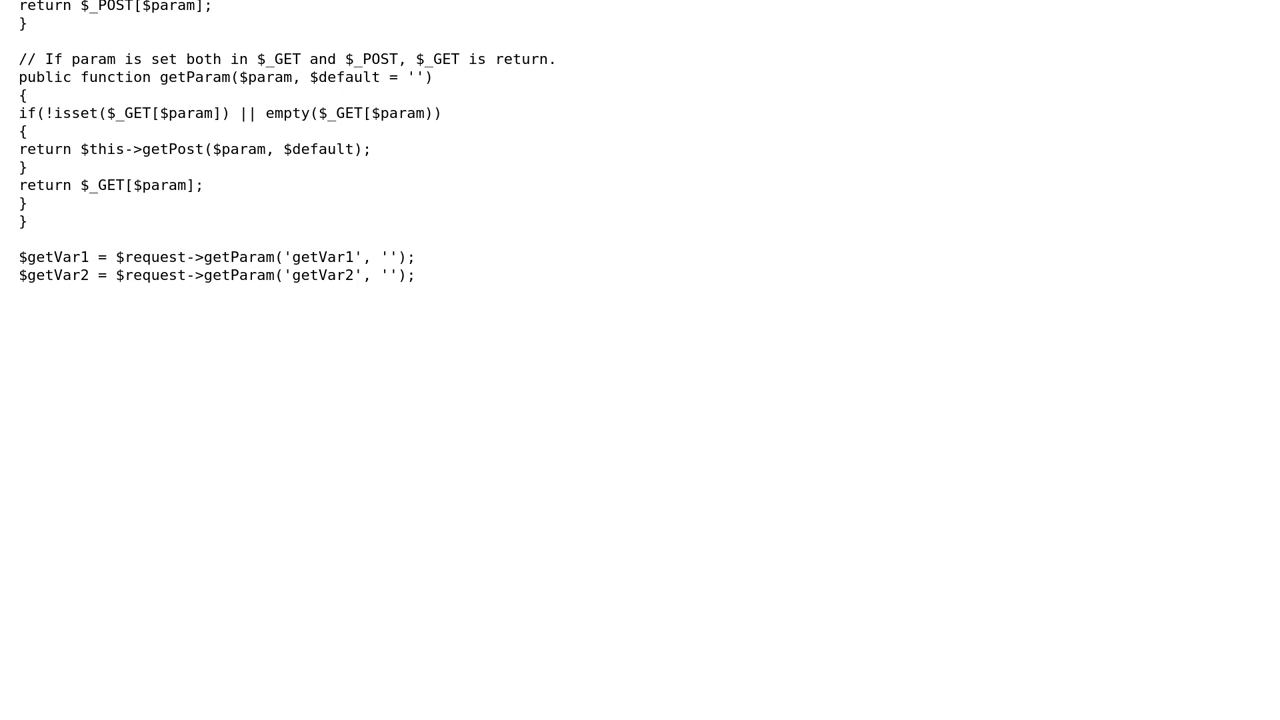 return $_POST[$param];
}
// If param is set both in $_GET and $_POST, $_GET is return.
public function getParam($param, $default = '')
{
if(!isset($_GET[$param]) || empty($_GET[$param))
{
return $this->getPost($param, $default);
}
return $_GET[$param];
}
}
$getVar1 = $request->getParam('getVar1', '');
$getVar2 = $request->getParam('getVar2', '');